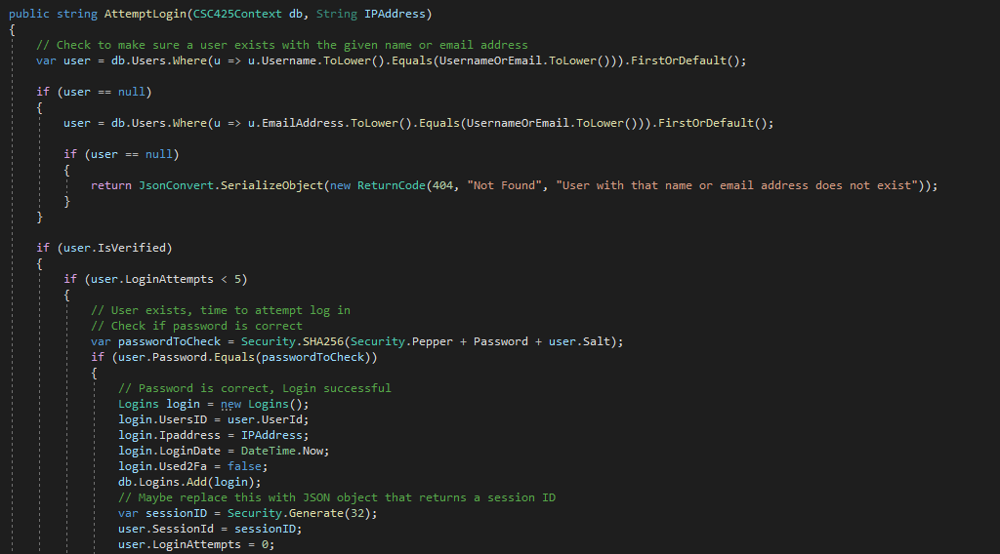 public string AttemptLogin(CSC425Context db, String IPAddress)
{
// Check to make sure a user exists with the given name or email address
var user = db.Users.Where(u => u.Username.ToLower().Equals(UsernameOrEmail.ToLower())).FirstOrDefault();
if (user == null)
{
user = db.Users.Where(u => u.EmailAddress.ToLower().Equals(UsernameOrEmail.ToLower())).FirstOrDefault();
if (user == null)
{
return JsonConvert.SerializeObject(new ReturnCode(404, "Not Found", "User with that name or email address does not exist"));
}
}
if (user.IsVerified)
{
if (user.LoginAttempts < 5)
{
// User exists, time to attempt log in
// Check if password is correct
var passwordToCheck = Security.SHA256(Security.Pepper + Password + user.Salt);
if (user.Password.Equals(passwordToCheck))
{
// Password is correct, Login successful
Logins login = new Logins();
login.UsersID = user.UserId;
login.Ipaddress = IPAddress;
login.LoginDate = DateTime.Now;
login.Used2Fa = false;
db.Logins.Add(login);
// Maybe replace this with JSON object that returns a session ID
var sessionID = Security.Generate(32);
user.SessionId = sessionID;
user.LoginAttempts = 0;